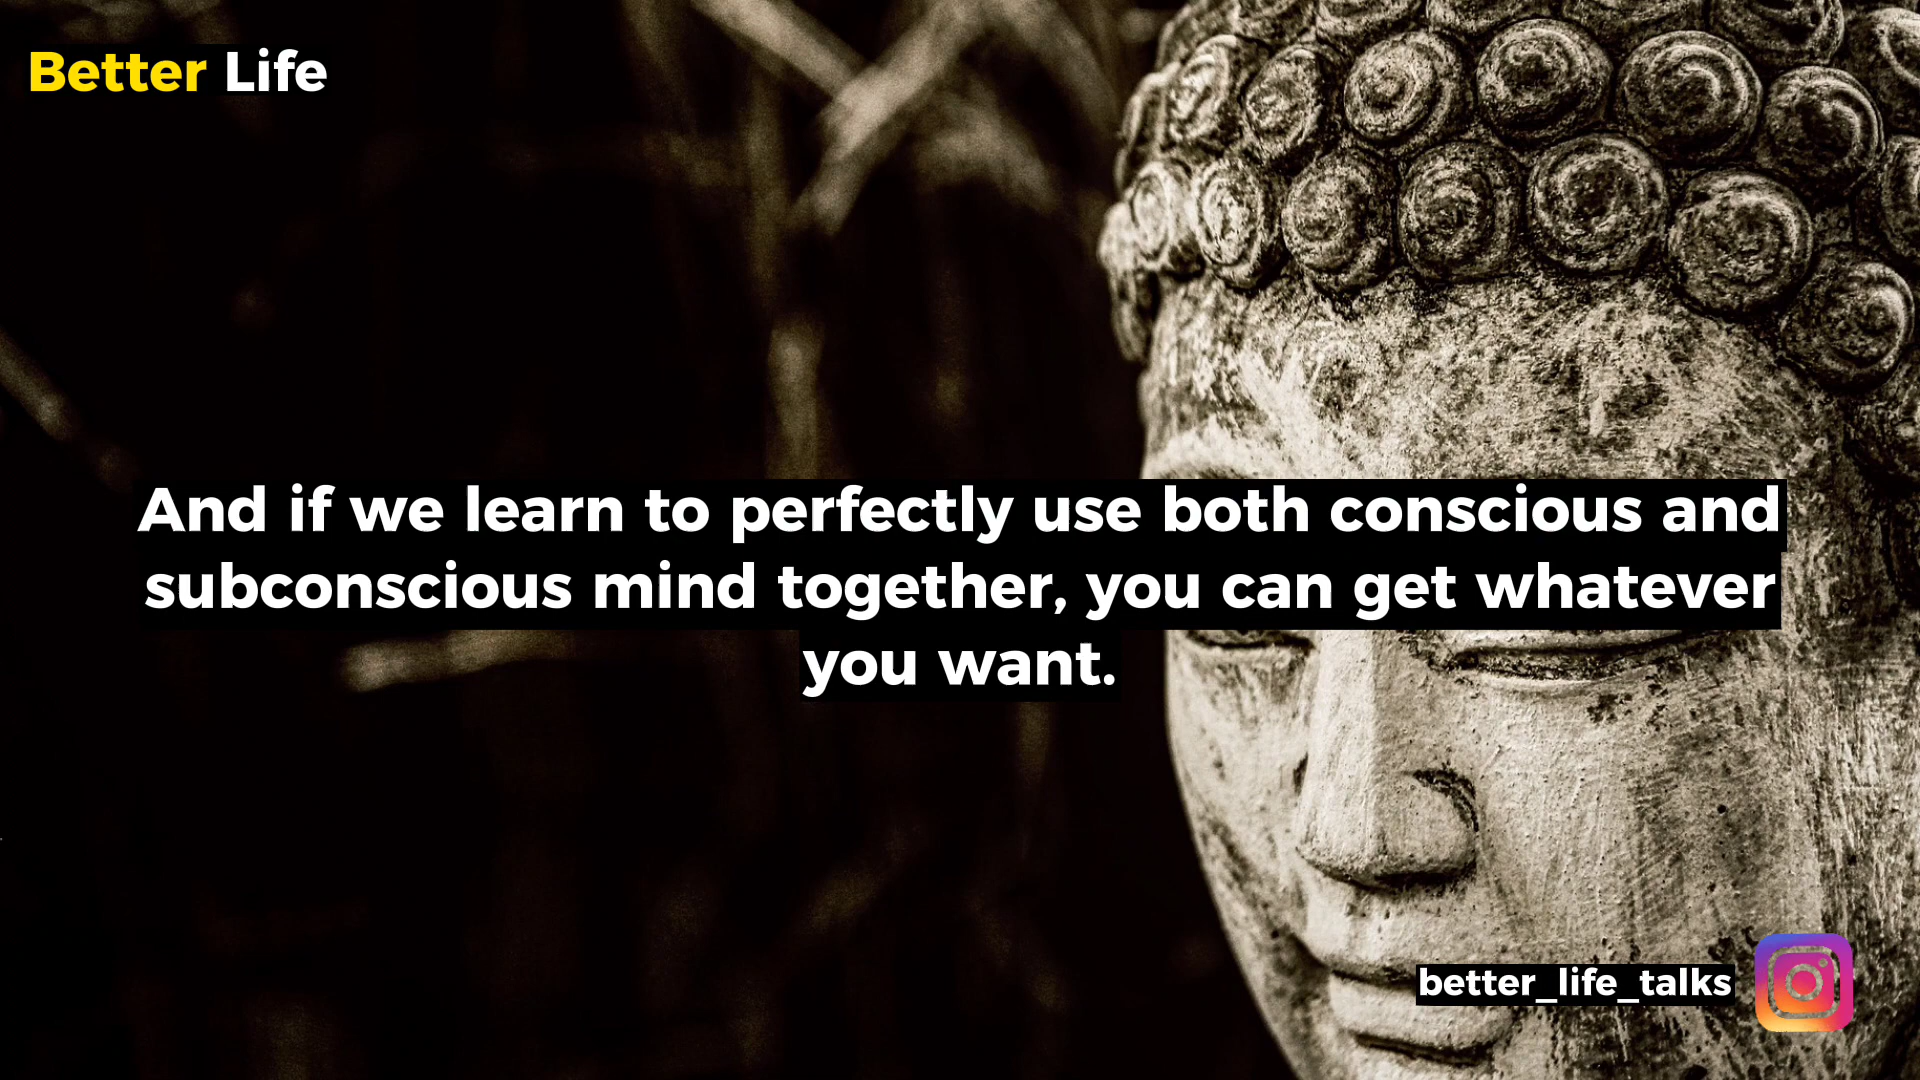 Better Life
And if we learn to perfectly use both conscious and
subconscious mind together, you can get whatever
you want.
better_life_talks